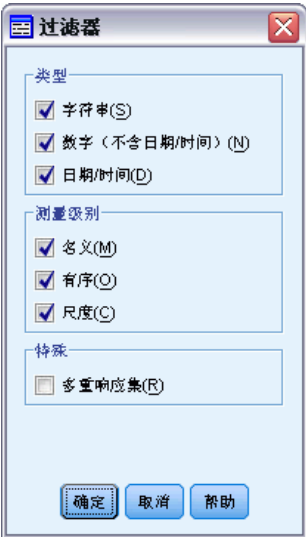 过滤器
类型
字符串(S)
数字（不含日期/时间）(N)
日期/时间(D)
测量级别
名义(M)
有序(O)
尺度(C)
特殊
多重响应集(R)
确定 取消 帮助